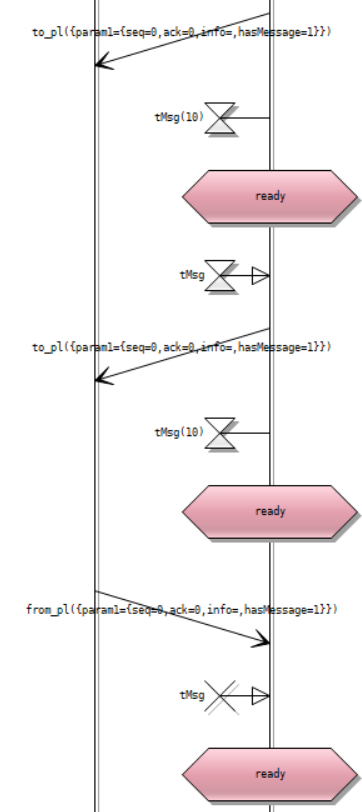 to_pl({param1={seq=0,ack=0,info=,hasMessage=1}})
tMsg(10)
ready
tMsg
to_pl({param1={seq=0,ack=0,info=,hasMessage=1}})
tMsg(10)
ready
from_pl({param1={seq=0,ack=0,info=,hasMessage=1}})
tMsg
ready